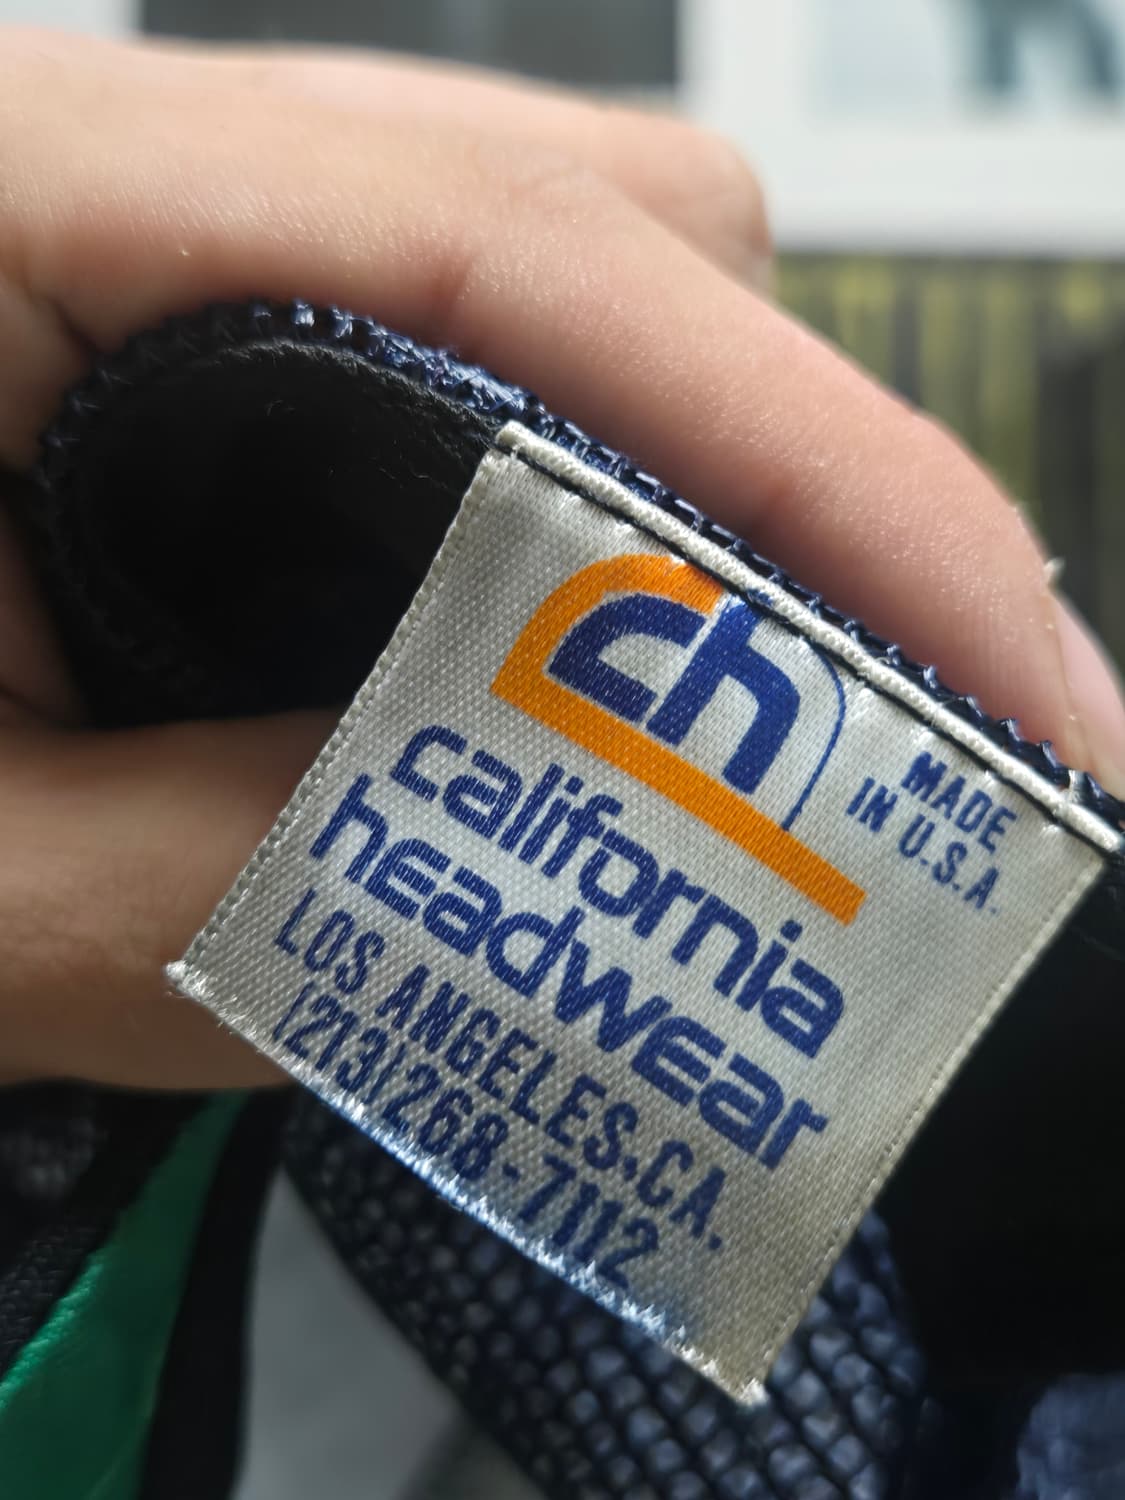 ch
MADE
IN U.S.A.
california
headwear
LOS ANGELES,CA.
(213)268-7112